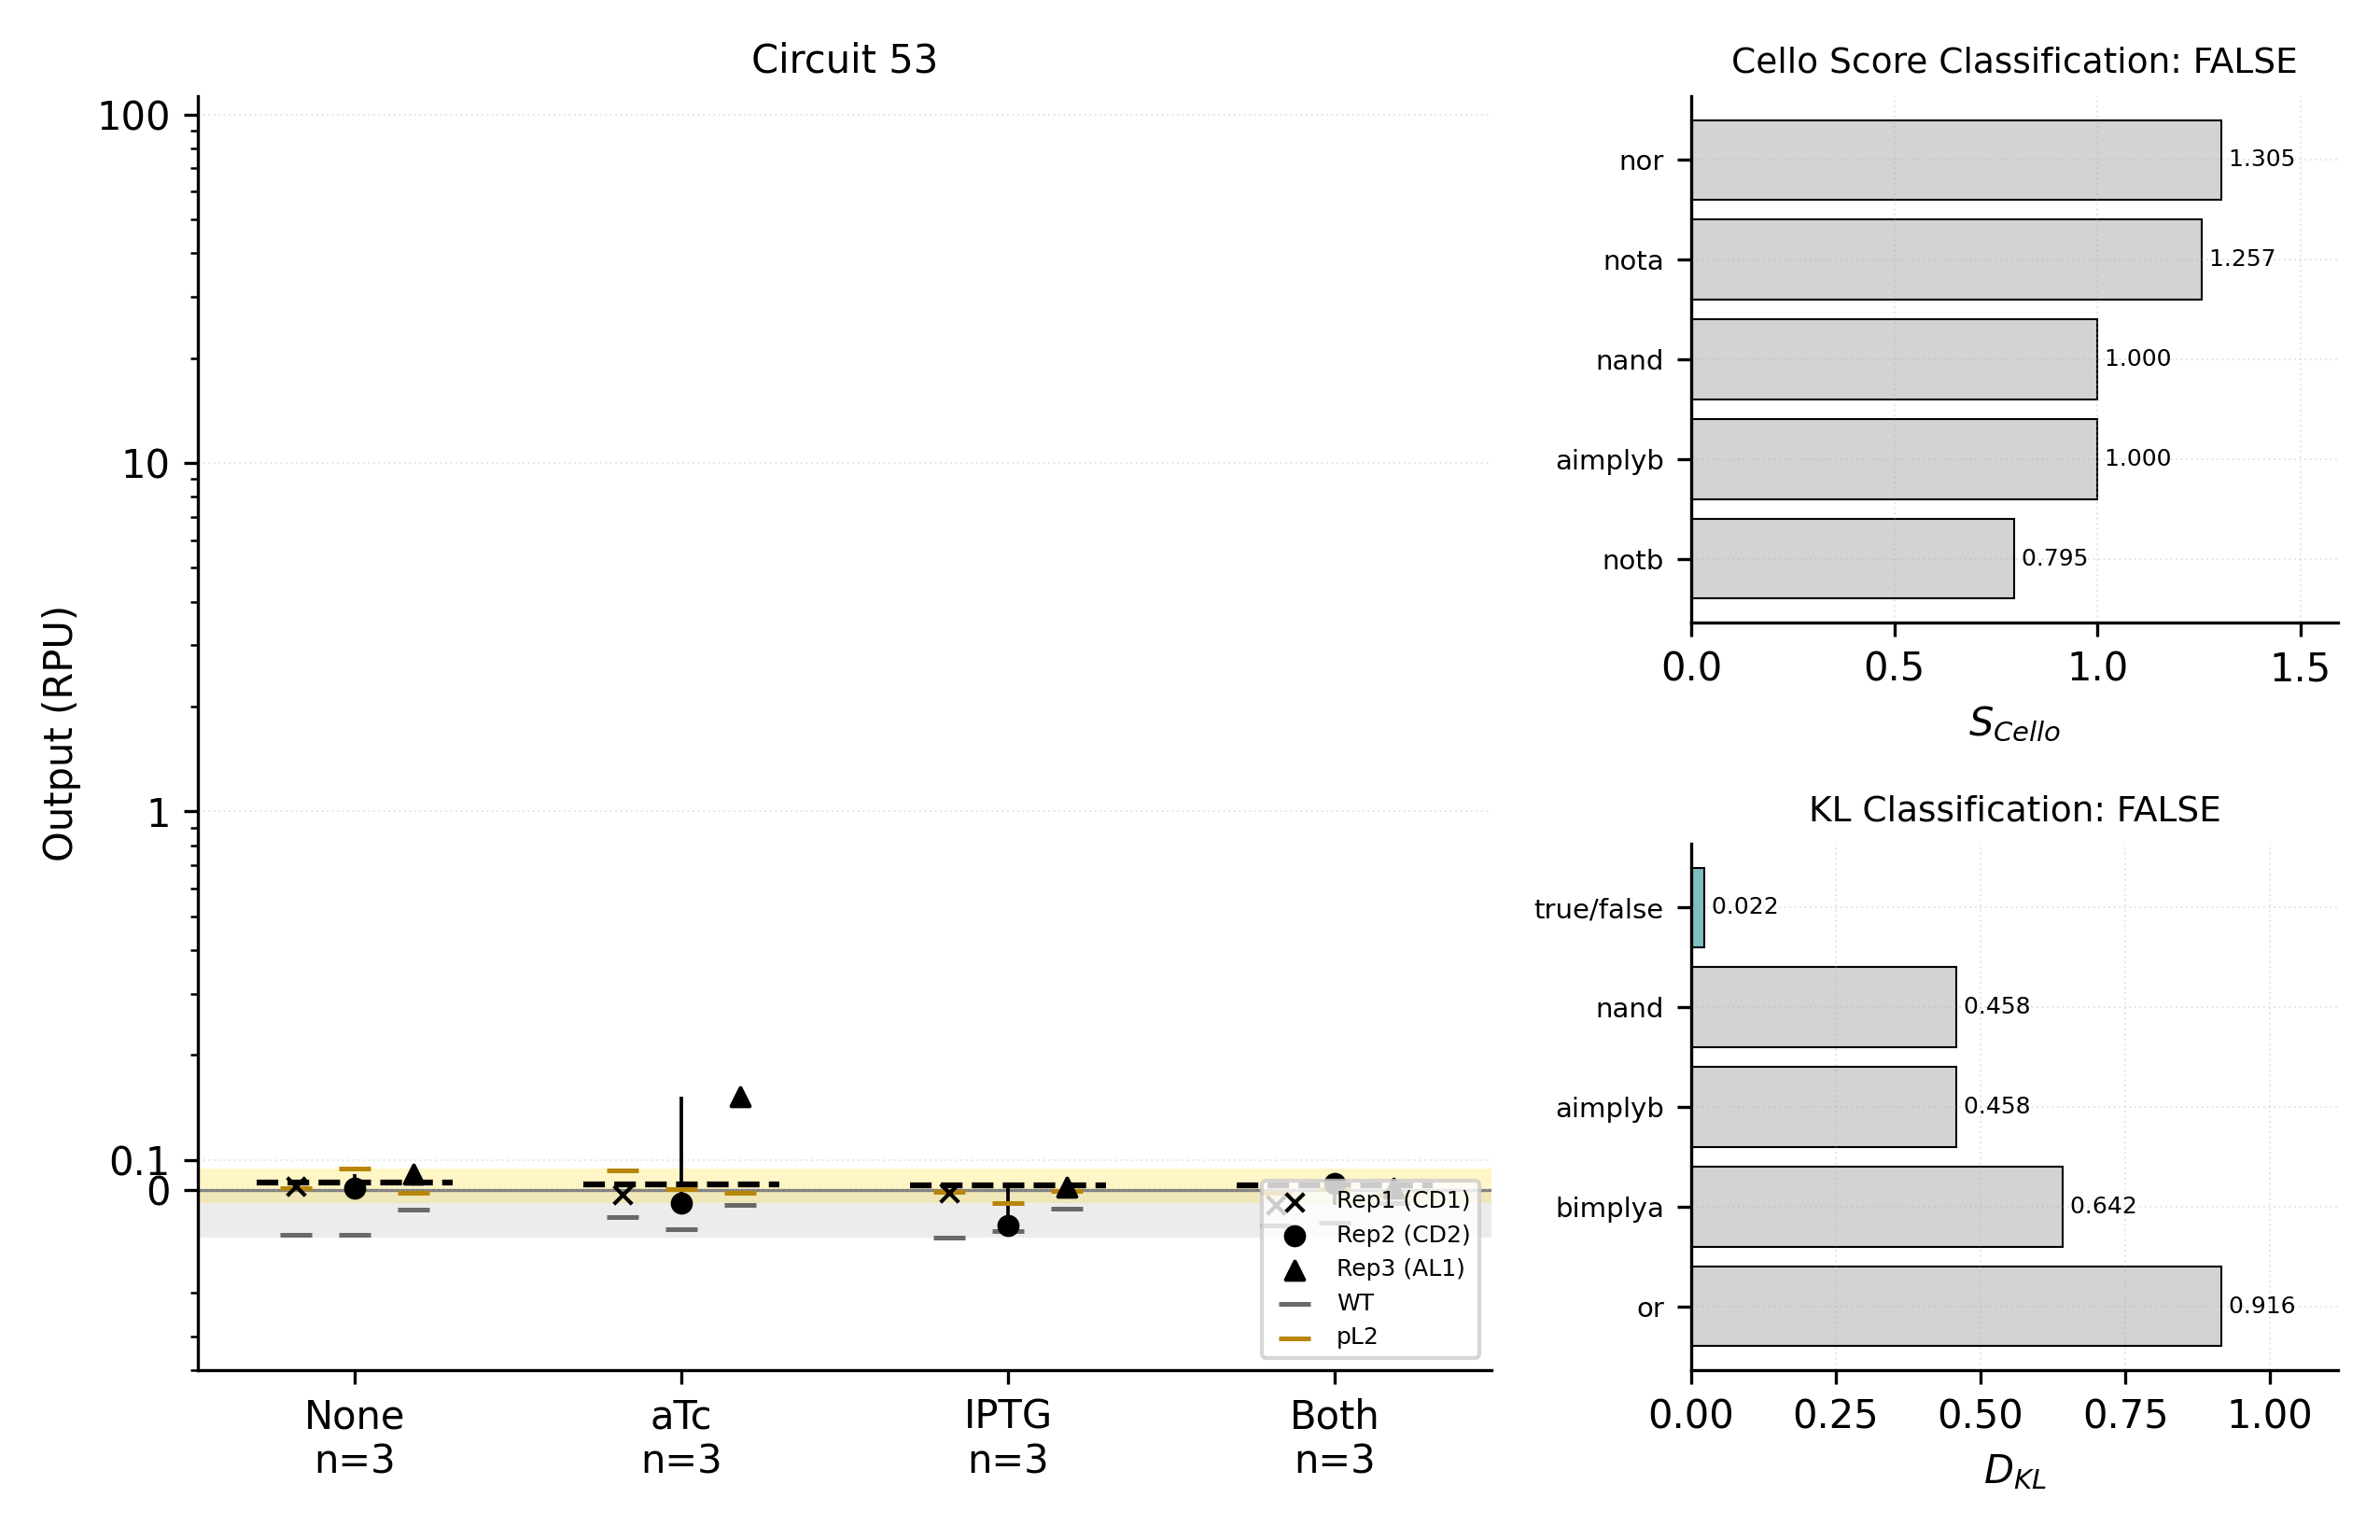 Circuit 53
Output (RPU)
100
10
1
0.1
0
None
n=3
aTc
n=3
IPTG
n=3
Both
n=3
Rep1 (CD1)
Rep2 (CD2)
Rep3 (AL1)
WT
pL2
Cello Score Classification: FALSE
nor
1.305
nota
1.257
nand
1.000
aimplyb
1.000
notb
0.795
0.0
0.5
1.0
1.5
S_Cello
KL Classification: FALSE
true/false
0.022
nand
0.458
aimplyb
0.458
bimplya
0.642
or
0.916
0.00
0.25
0.50
0.75
1.00
D_KL